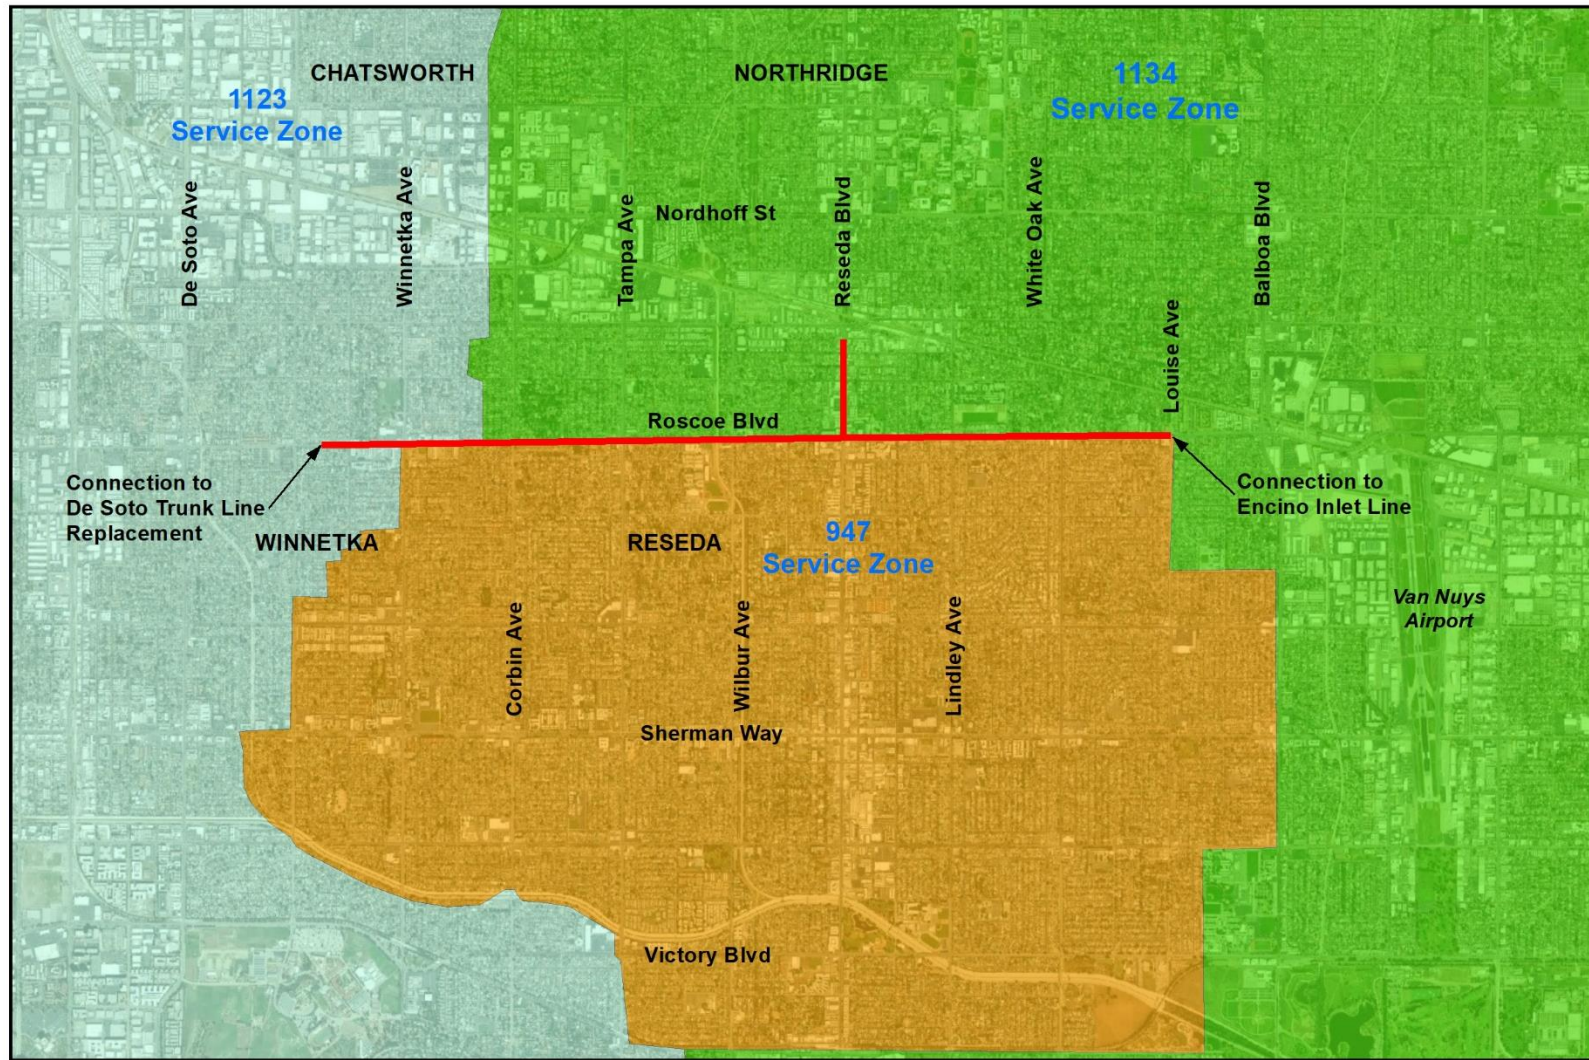 CHATSWORTH
NORTHRIDGE
1123
Service Zone
1134
Service Zone
De Soto Ave
Winnetka Ave
Tampa Ave
Nordhoff St
Reseda Blvd
White Oak Ave
Balboa Blvd
Louise Ave
Roscoe Blvd
Connection to
De Soto Trunk Line
Replacement
Connection to
Encino Inlet Line
WINNETKA
RESEDA
947
Service Zone
Van Nuys
Airport
Corbin Ave
Wilbur Ave
Lindley Ave
Sherman Way
Victory Blvd